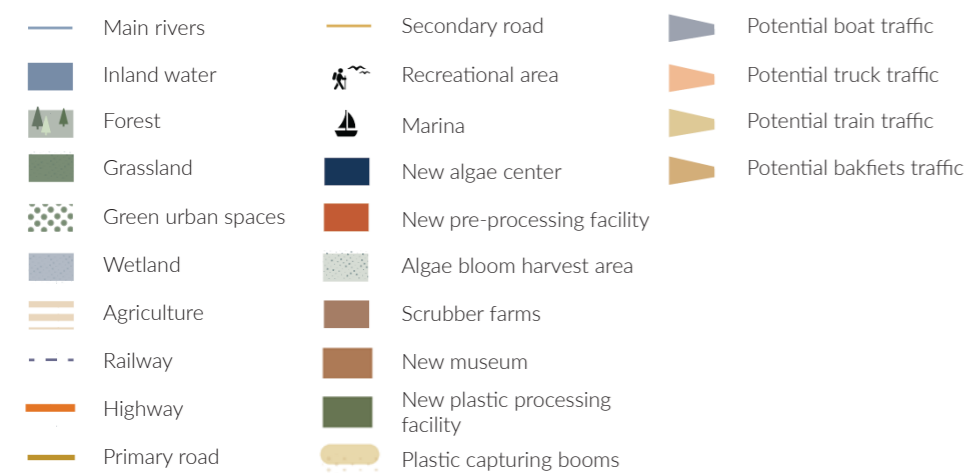 Main rivers
Inland water
Forest
Grassland
Green urban spaces
Wetland
Agriculture
Railway
Highway
Primary road
Secondary road
Recreational area
Marina
New algae center
New pre-processing facility
Algae bloom harvest area
Scrubber farms
New museum
New plastic processing
facility
Plastic capturing booms
Potential boat traffic
Potential truck traffic
Potential train traffic
Potential bakfiets traffic